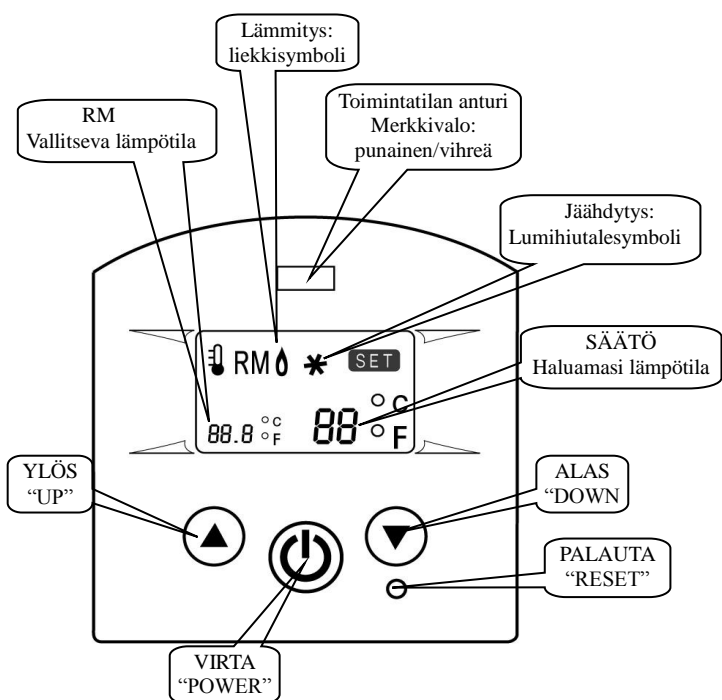 Lämmitys:
liekkisymboli
RM
Vallitseva lämpötila
Toimintatilan anturi
Merkkivalo:
punainen/vihreä
Jäähdytys:
Lumihiutalesymboli
RM
SET
SÄÄTÖ
Haluamasi lämpötila
88.8 °C
°F
88 °C
°F
YLÖS
“UP”
ALAS
“DOWN
PALAUTA
“RESET”
VIRTA
“POWER”